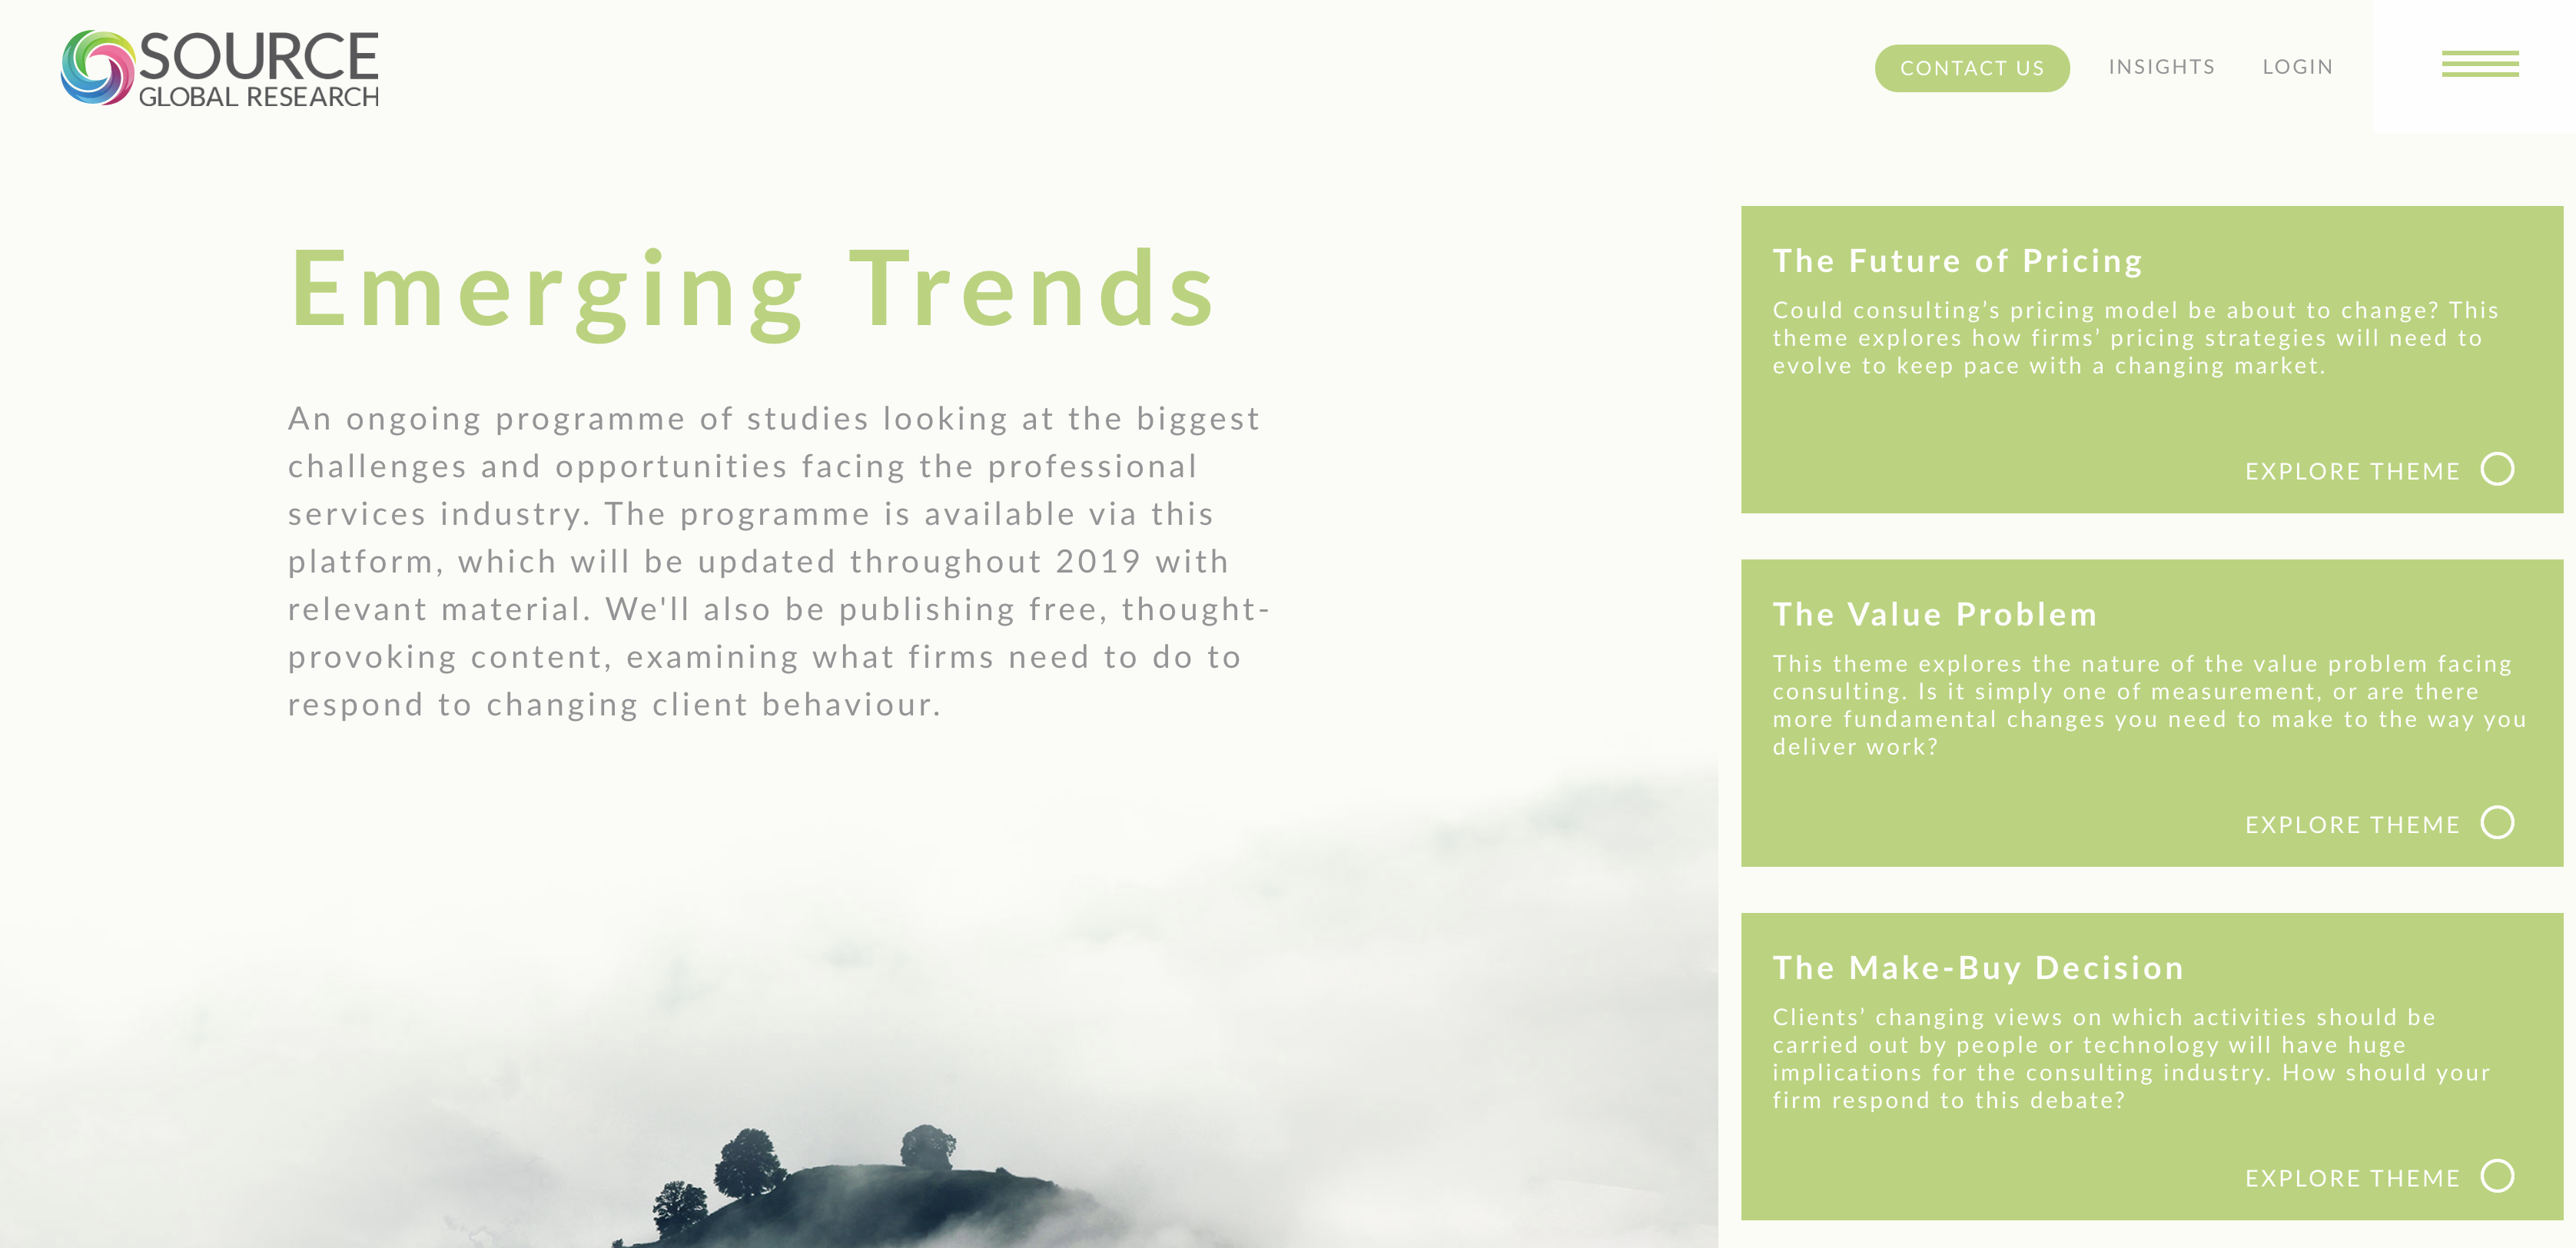 SOURCE
GLOBAL RESEARCH
CONTACT US
INSIGHTS
LOGIN
Emerging Trends
An ongoing programme of studies looking at the biggest
challenges and opportunities facing the professional
services industry. The programme is available via this
platform, which will be updated throughout 2019 with
relevant material. We'll also be publishing free, thought-
provoking content, examining what firms need to do to
respond to changing client behaviour.
The Future of Pricing
Could consulting’s pricing model be about to change? This
theme explores how firms’ pricing strategies will need to
evolve to keep pace with a changing market.
EXPLORE THEME
The Value Problem
This theme explores the nature of the value problem facing
consulting. Is it simply one of measurement, or are there
more fundamental changes you need to make to the way you
deliver work?
EXPLORE THEME
The Make-Buy Decision
Clients’ changing views on which activities should be
carried out by people or technology will have huge
implications for the consulting industry. How should your
firm respond to this debate?
EXPLORE THEME